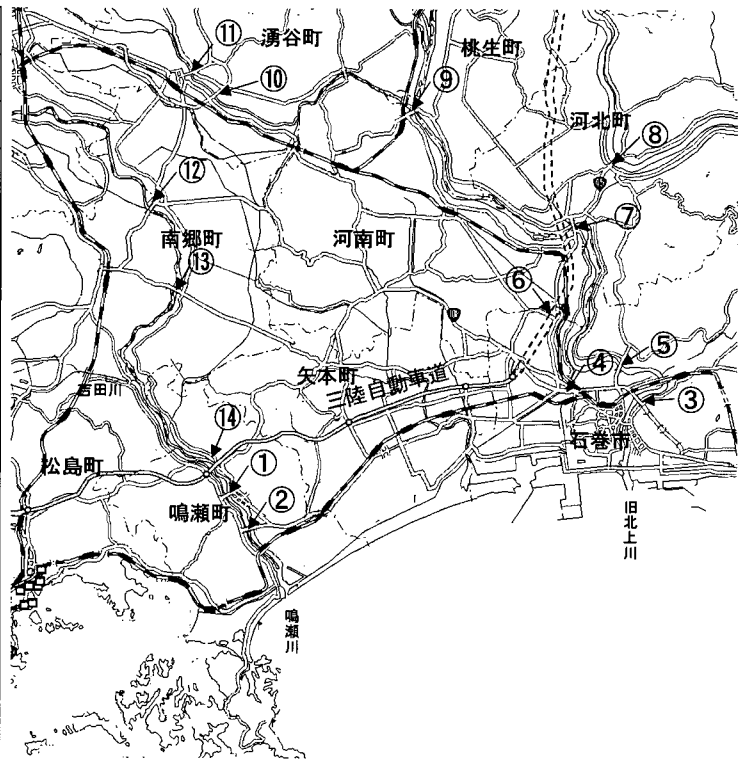 ⑪
湧谷町
桃生町
⑩
⑨
河北町
⑧
⑫
⑦
南郷町
河南町
⑬
⑥
矢本町
三陸自動車道
⑤
④
③
吉田川
石巻市
⑭
松島町
①
鳴瀬町
②
旧北上川
鳴瀬川